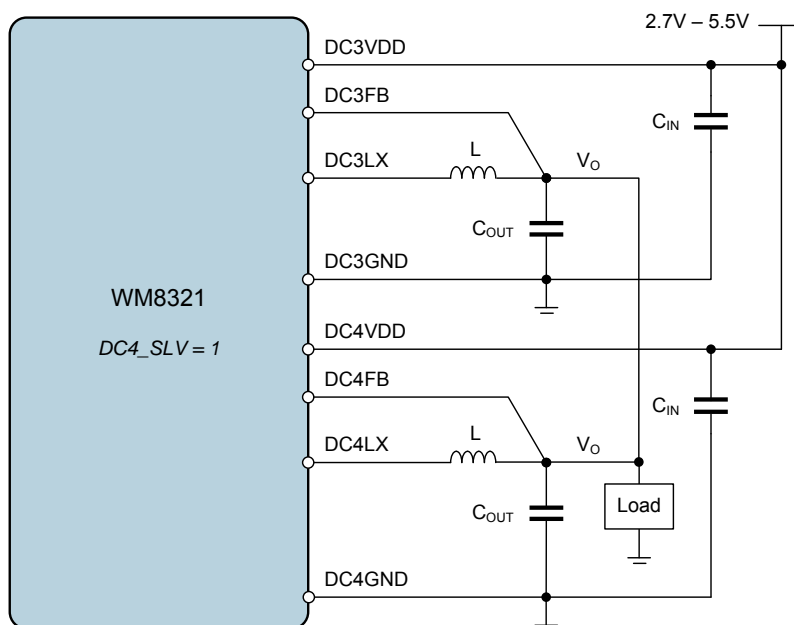 2.7V – 5.5V
DC3VDD
DC3FB
CIN
DC3LX
L
VO
COUT
DC3GND
WM8321
DC4_SLV = 1
DC4VDD
DC4FB
CIN
DC4LX
L
VO
Load
COUT
DC4GND